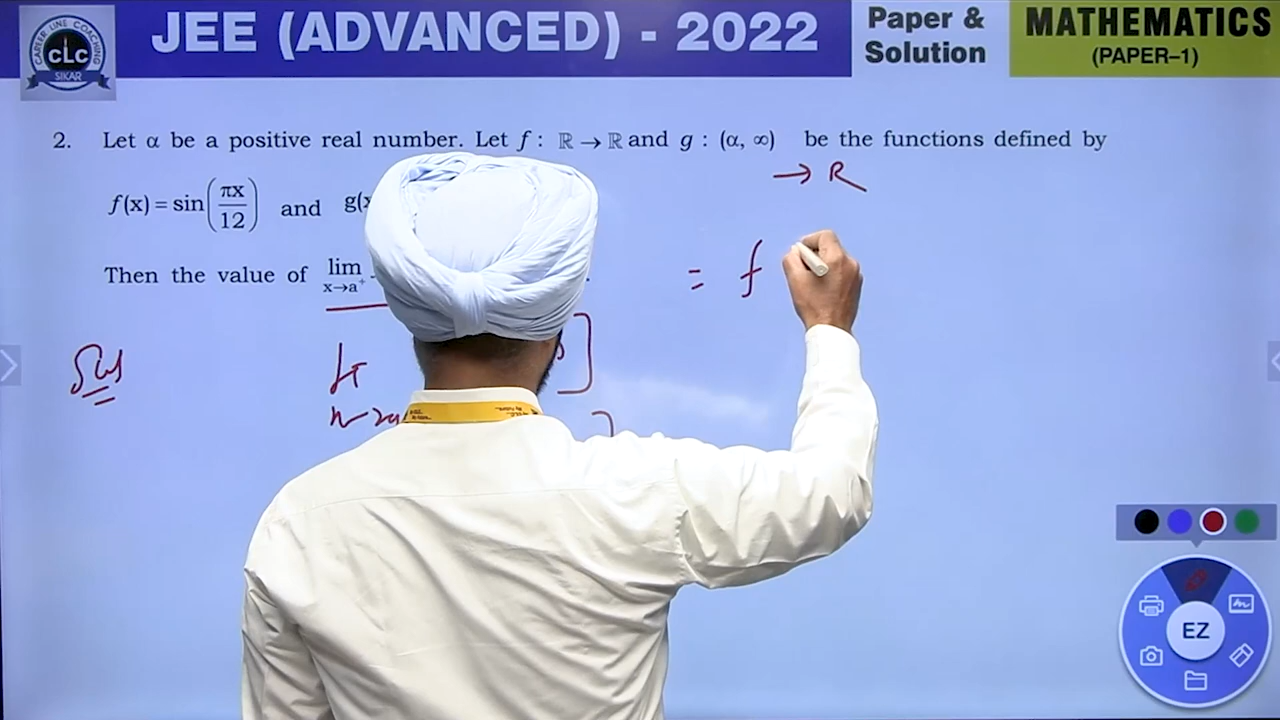 CAREER LINE COACHING
CLC
SIKAR
JEE (ADVANCED) - 2022
Paper &
Solution
MATHEMATICS
(PAPER–1)
2. Let α be a positive real number. Let f : ℝ → ℝ and g : (α, ∞) be the functions defined by
→ R
f(x) = sin(πx/12) and g(x
Then the value of lim x→a⁺
= f
Sol
lt
]
EZ